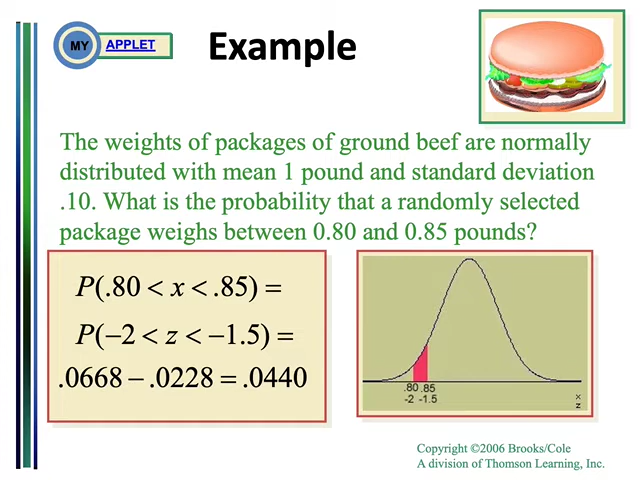 MY APPLET
Example
The weights of packages of ground beef are normally
distributed with mean 1 pound and standard deviation
.10. What is the probability that a randomly selected
package weighs between 0.80 and 0.85 pounds?
P(.80 < x < .85) =
P(−2 < z < −1.5) =
.0668 − .0228 = .0440
.80 .85
-2 -1.5
x
z
Copyright ©2006 Brooks/Cole
A division of Thomson Learning, Inc.